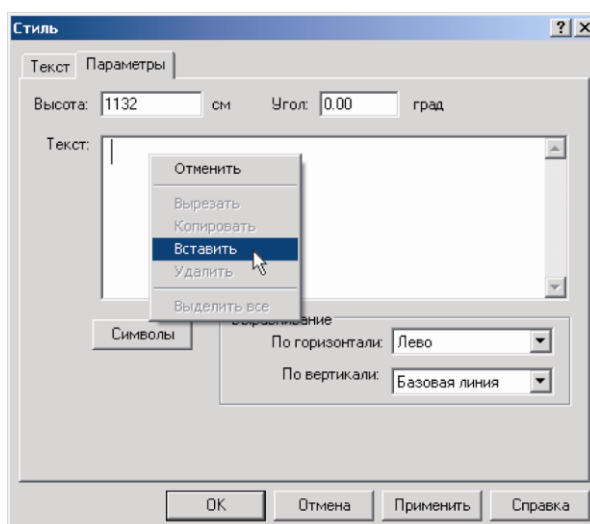 Стиль
Текст Параметры
Высота: 1132 см Угол: 0.00 град
Текст:
Отменить
Вырезать
Копировать
Вставить
Удалить
Выделить все
Символы
Выравнивание
По горизонтали: Лево
По вертикали: Базовая линия
OK Отмена Применить Справка